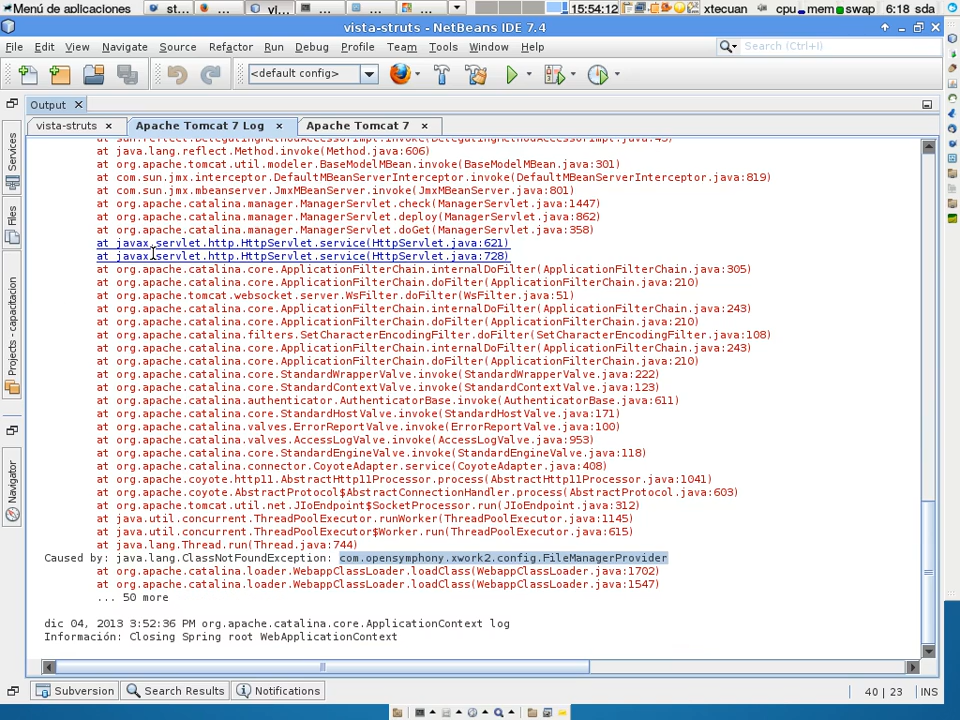 Menú de aplicaciones
st...
fi...
vi...
15:54:12
xtecuan
cpu
mem
swap
6:18 sda
vista-struts - NetBeans IDE 7.4
File Edit View Navigate Source Refactor Run Debug Profile Team Tools Window Help
Search (Ctrl+I)
<default config>
Output
vista-struts
Apache Tomcat 7 Log
Apache Tomcat 7
Services
Files
Projects - capacitacion
Navigator
at java.lang.reflect.Method.invoke(Method.java:606)
at org.apache.tomcat.util.modeler.BaseModelMBean.invoke(BaseModelMBean.java:301)
at com.sun.jmx.interceptor.DefaultMBeanServerInterceptor.invoke(DefaultMBeanServerInterceptor.java:819)
at com.sun.jmx.mbeanserver.JmxMBeanServer.invoke(JmxMBeanServer.java:801)
at org.apache.catalina.manager.ManagerServlet.check(ManagerServlet.java:1447)
at org.apache.catalina.manager.ManagerServlet.deploy(ManagerServlet.java:862)
at org.apache.catalina.manager.ManagerServlet.doGet(ManagerServlet.java:358)
at javax.servlet.http.HttpServlet.service(HttpServlet.java:621)
at javax.servlet.http.HttpServlet.service(HttpServlet.java:728)
at org.apache.catalina.core.ApplicationFilterChain.internalDoFilter(ApplicationFilterChain.java:305)
at org.apache.catalina.core.ApplicationFilterChain.doFilter(ApplicationFilterChain.java:210)
at org.apache.tomcat.websocket.server.WsFilter.doFilter(WsFilter.java:51)
at org.apache.catalina.core.ApplicationFilterChain.internalDoFilter(ApplicationFilterChain.java:243)
at org.apache.catalina.core.ApplicationFilterChain.doFilter(ApplicationFilterChain.java:210)
at org.apache.catalina.filters.SetCharacterEncodingFilter.doFilter(SetCharacterEncodingFilter.java:108)
at org.apache.catalina.core.ApplicationFilterChain.internalDoFilter(ApplicationFilterChain.java:243)
at org.apache.catalina.core.ApplicationFilterChain.doFilter(ApplicationFilterChain.java:210)
at org.apache.catalina.core.StandardWrapperValve.invoke(StandardWrapperValve.java:222)
at org.apache.catalina.core.StandardContextValve.invoke(StandardContextValve.java:123)
at org.apache.catalina.authenticator.AuthenticatorBase.invoke(AuthenticatorBase.java:611)
at org.apache.catalina.core.StandardHostValve.invoke(StandardHostValve.java:171)
at org.apache.catalina.valves.ErrorReportValve.invoke(ErrorReportValve.java:100)
at org.apache.catalina.valves.AccessLogValve.invoke(AccessLogValve.java:953)
at org.apache.catalina.core.StandardEngineValve.invoke(StandardEngineValve.java:118)
at org.apache.catalina.connector.CoyoteAdapter.service(CoyoteAdapter.java:408)
at org.apache.coyote.http11.AbstractHttp11Processor.process(AbstractHttp11Processor.java:1041)
at org.apache.coyote.AbstractProtocol$AbstractConnectionHandler.process(AbstractProtocol.java:603)
at org.apache.tomcat.util.net.JIoEndpoint$SocketProcessor.run(JIoEndpoint.java:312)
at java.util.concurrent.ThreadPoolExecutor.runWorker(ThreadPoolExecutor.java:1145)
at java.util.concurrent.ThreadPoolExecutor$Worker.run(ThreadPoolExecutor.java:615)
at java.lang.Thread.run(Thread.java:744)
Caused by: java.lang.ClassNotFoundException: com.opensymphony.xwork2.config.FileManagerProvider
at org.apache.catalina.loader.WebappClassLoader.loadClass(WebappClassLoader.java:1702)
at org.apache.catalina.loader.WebappClassLoader.loadClass(WebappClassLoader.java:1547)
... 50 more
dic 04, 2013 3:52:36 PM org.apache.catalina.core.ApplicationContext log
Información: Closing Spring root WebApplicationContext
Subversion
Search Results
Notifications
40 | 23
INS